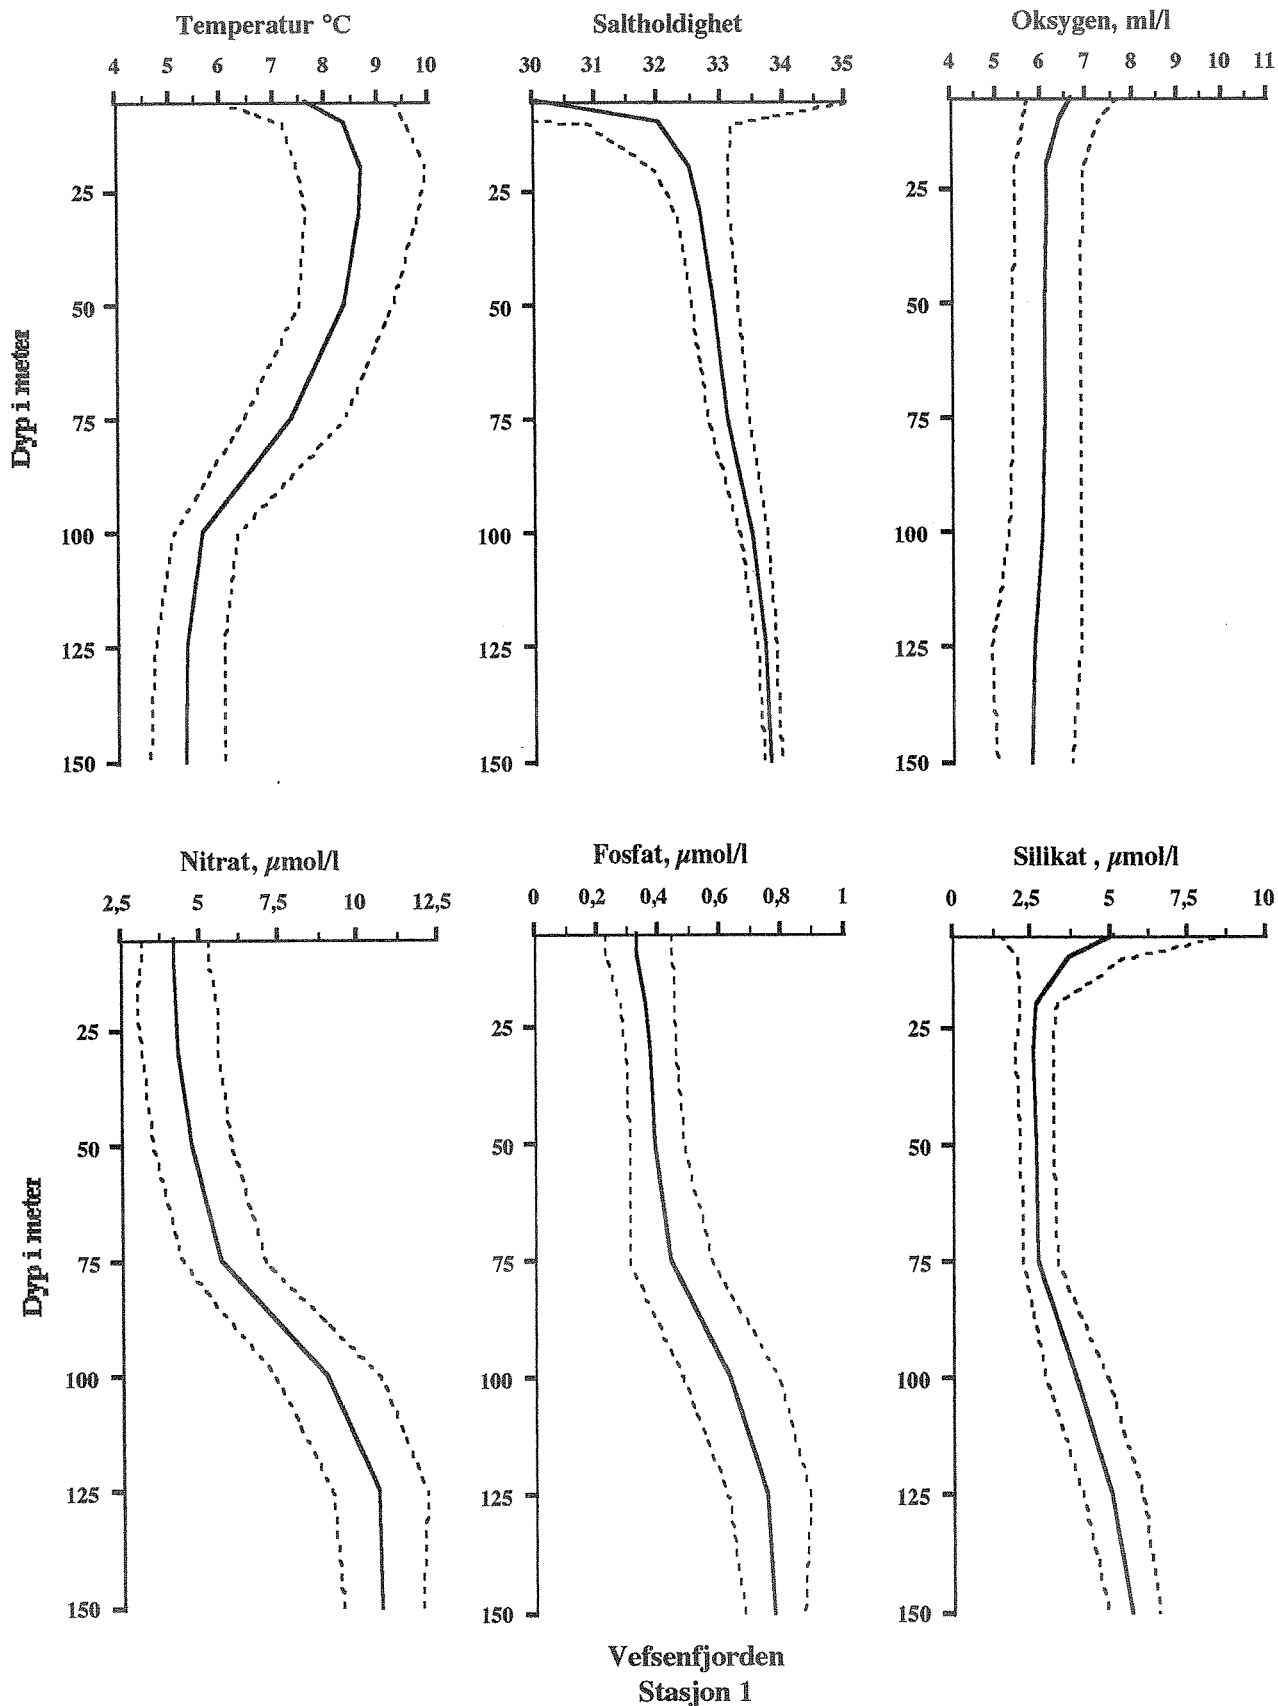 Temperatur °C
4 5 6 7 8 9 10
25
50
75
100
125
150
Dyp i meter
Saltholdighet
30 31 32 33 34 35
25
50
75
100
125
150
Oksygen, ml/l
4 5 6 7 8 9 10 11
25
50
75
100
125
150
Nitrat, µmol/l
2,5 5 7,5 10 12,5
25
50
75
100
125
150
Dyp i meter
Fosfat, µmol/l
0 0,2 0,4 0,6 0,8 1
25
50
75
100
125
150
Silikat , µmol/l
0 2,5 5 7,5 10
25
50
75
100
125
150
Vefsenfjorden
Stasjon 1